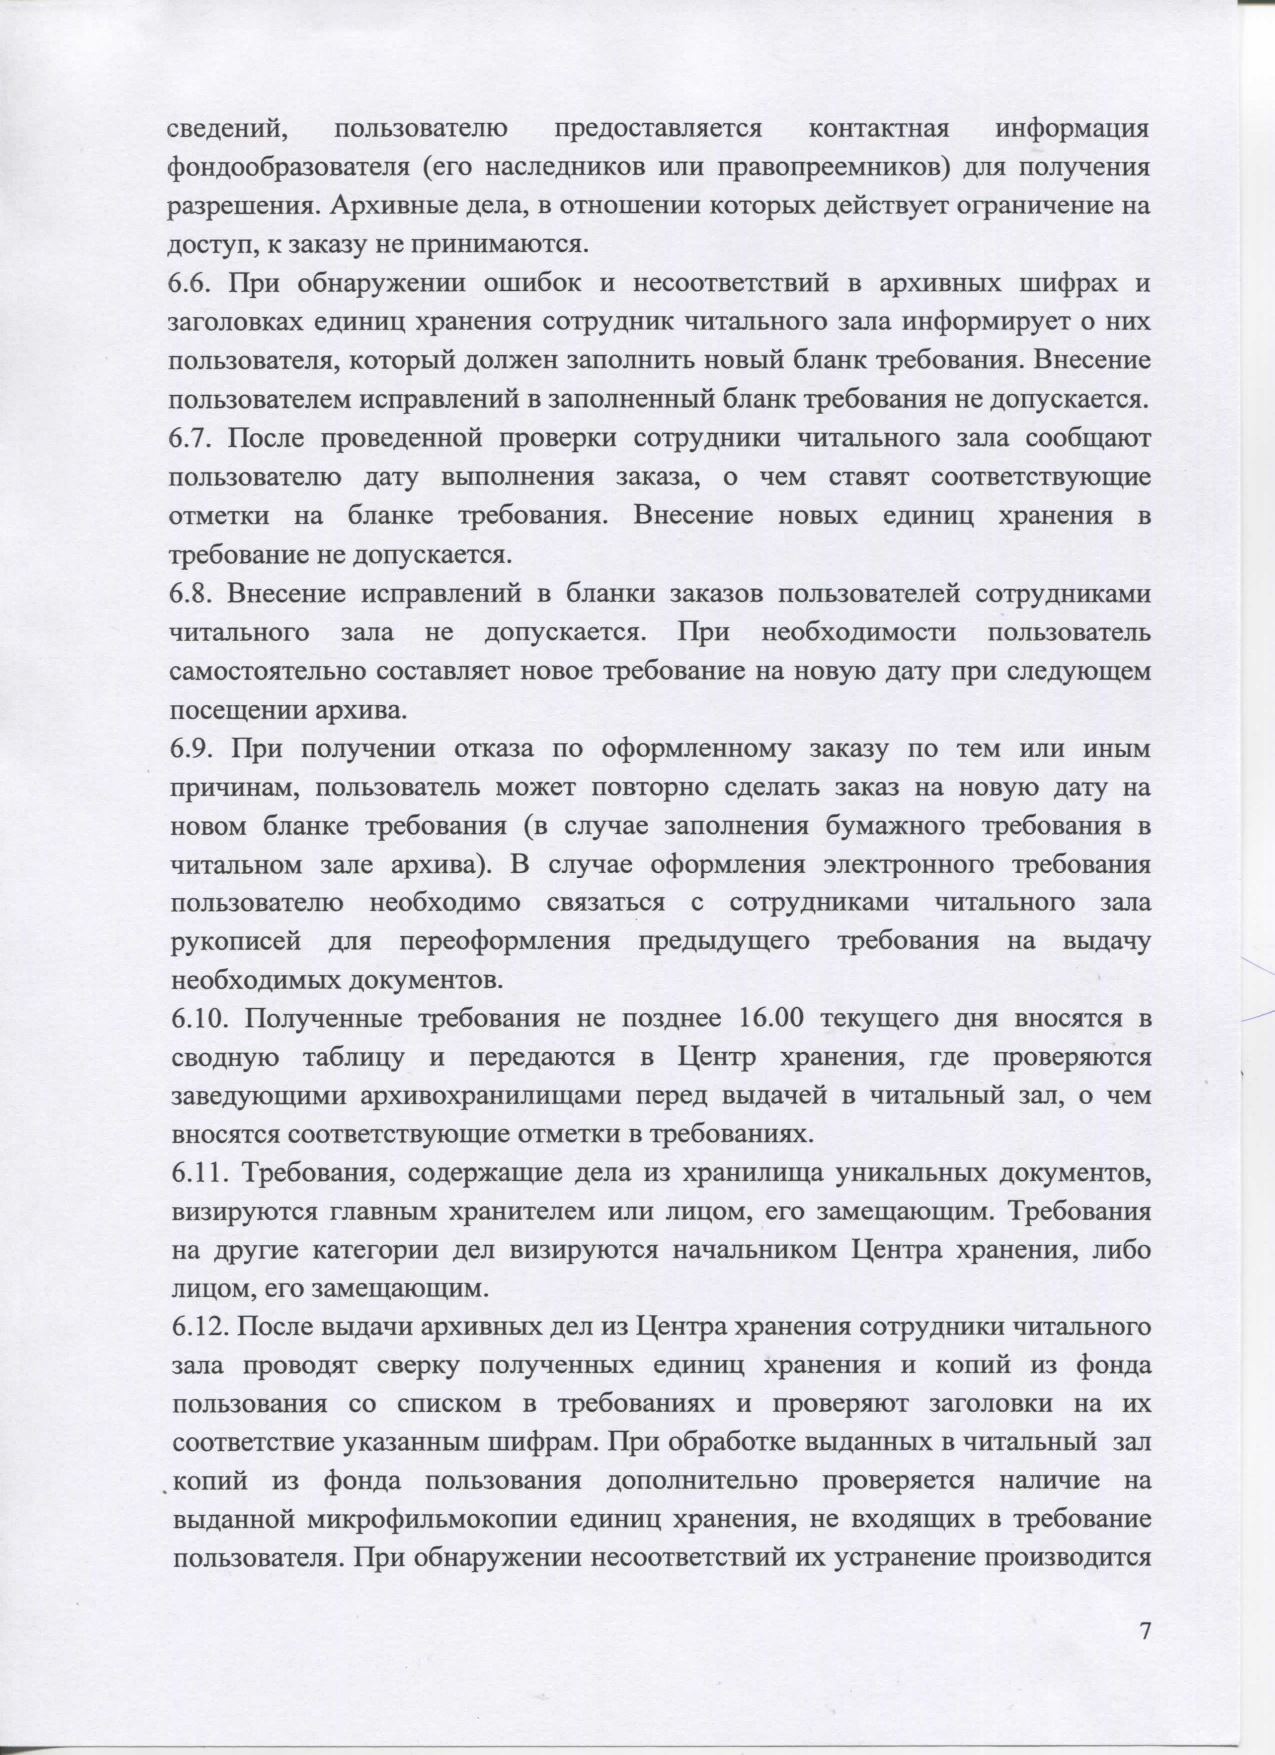 сведений, пользователю предоставляется контактная информация
фондообразователя (его наследников или правопреемников) для получения
разрешения. Архивные дела, в отношении которых действует ограничение на
доступ, к заказу не принимаются.
6.6. При обнаружении ошибок и несоответствий в архивных шифрах и
заголовках единиц хранения сотрудник читального зала информирует о них
пользователя, который должен заполнить новый бланк требования. Внесение
пользователем исправлений в заполненный бланк требования не допускается.
6.7. После проведенной проверки сотрудники читального зала сообщают
пользователю дату выполнения заказа, о чем ставят соответствующие
отметки на бланке требования. Внесение новых единиц хранения в
требование не допускается.
6.8. Внесение исправлений в бланки заказов пользователей сотрудниками
читального зала не допускается. При необходимости пользователь
самостоятельно составляет новое требование на новую дату при следующем
посещении архива.
6.9. При получении отказа по оформленному заказу по тем или иным
причинам, пользователь может повторно сделать заказ на новую дату на
новом бланке требования (в случае заполнения бумажного требования в
читальном зале архива). В случае оформления электронного требования
пользователю необходимо связаться с сотрудниками читального зала
рукописей для переоформления предыдущего требования на выдачу
необходимых документов.
6.10. Полученные требования не позднее 16.00 текущего дня вносятся в
сводную таблицу и передаются в Центр хранения, где проверяются
заведующими архивохранилищами перед выдачей в читальный зал, о чем
вносятся соответствующие отметки в требованиях.
6.11. Требования, содержащие дела из хранилища уникальных документов,
визируются главным хранителем или лицом, его замещающим. Требования
на другие категории дел визируются начальником Центра хранения, либо
лицом, его замещающим.
6.12. После выдачи архивных дел из Центра хранения сотрудники читального
зала проводят сверку полученных единиц хранения и копий из фонда
пользования со списком в требованиях и проверяют заголовки на их
соответствие указанным шифрам. При обработке выданных в читальный зал
копий из фонда пользования дополнительно проверяется наличие на
выданной микрофильмокопии единиц хранения, не входящих в требование
пользователя. При обнаружении несоответствий их устранение производится
7